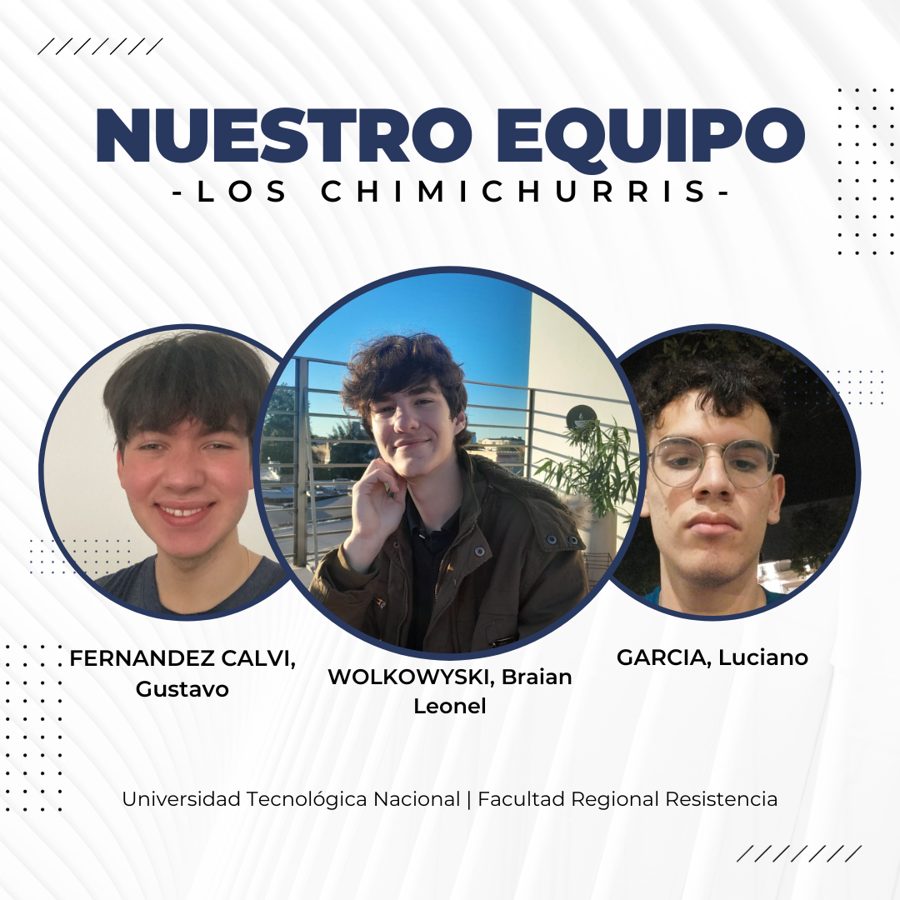 NUESTRO EQUIPO
-LOS CHIMICHURRIS-
FERNANDEZ CALVI,
Gustavo
WOLKOWYSKI, Braian
Leonel
GARCIA, Luciano
Universidad Tecnológica Nacional | Facultad Regional Resistencia